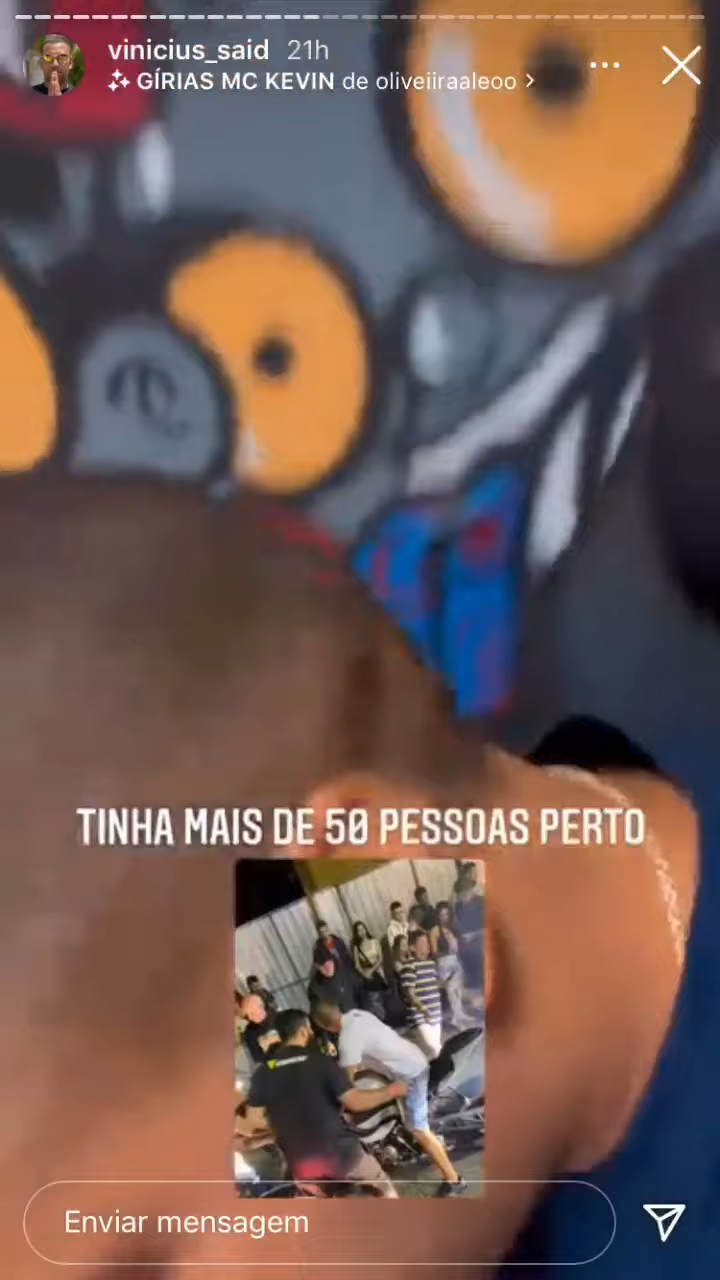 vinicius_said 21h
GÍRIAS MC KEVIN de oliveiiraaleoo
TINHA MAIS DE 50 PESSOAS PERTO
Enviar mensagem